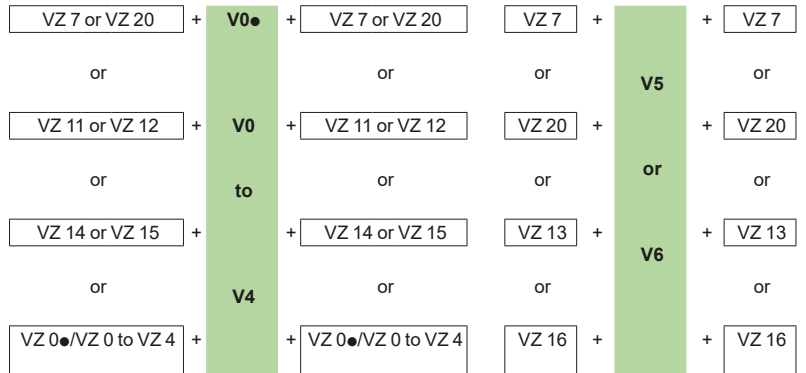 VZ 7 or VZ 20 + V0● + VZ 7 or VZ 20 VZ 7 + + VZ 7
or or or or
V5
VZ 11 or VZ 12 + V0 + VZ 11 or VZ 12 VZ 20 + + VZ 20
or to or or or or
VZ 14 or VZ 15 + + VZ 14 or VZ 15 VZ 13 + + VZ 13
V6
or V4 or or or
VZ 0●/VZ 0 to VZ 4 + + VZ 0●/VZ 0 to VZ 4 VZ 16 + + VZ 16